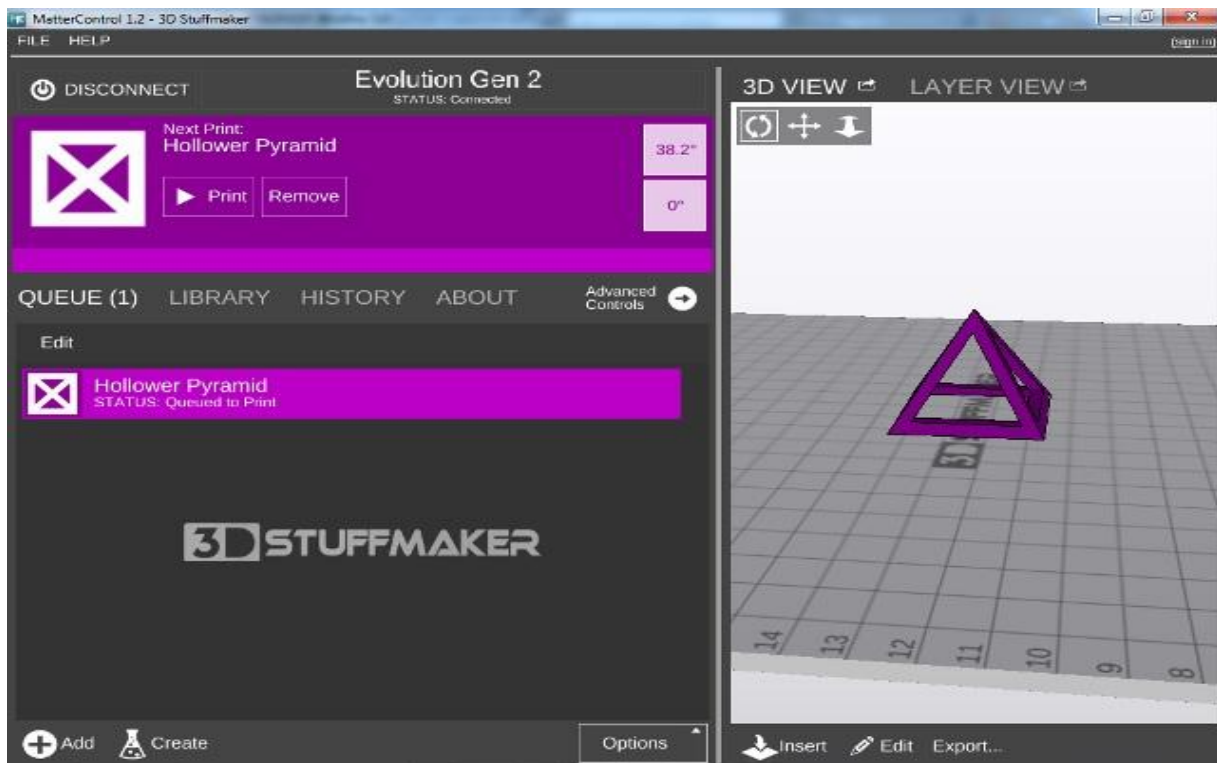 MatterControl 1.2 - 3D Stuffmaker
FILE HELP
(sign in)
DISCONNECT
Evolution Gen 2
STATUS: Connected
Next Print:
Hollower Pyramid
Print Remove
38.2°
0°
QUEUE (1) LIBRARY HISTORY ABOUT
Advanced
Controls
Edit
Hollower Pyramid
STATUS: Queued to Print
3D STUFFMAKER
Add Create Options
3D VIEW LAYER VIEW
3D STUFFMAKER
14 13 12 11 10 9 8
Insert Edit Export...